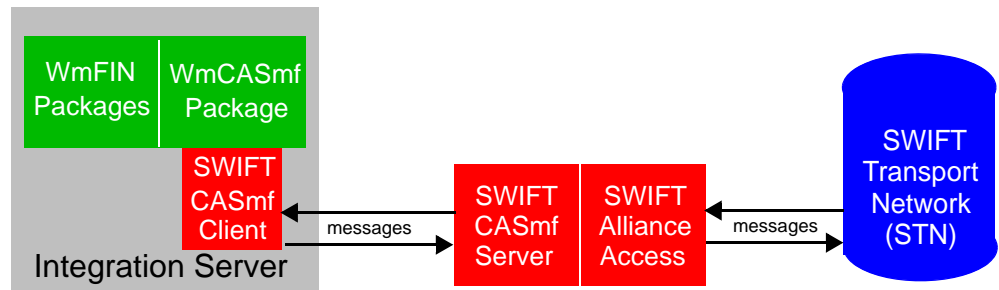 WmFIN
Packages
WmCASmf
Package
SWIFT
CASmf
Client
Integration Server
messages
SWIFT
CASmf
Server
SWIFT
Alliance
Access
messages
SWIFT
Transport
Network
(STN)